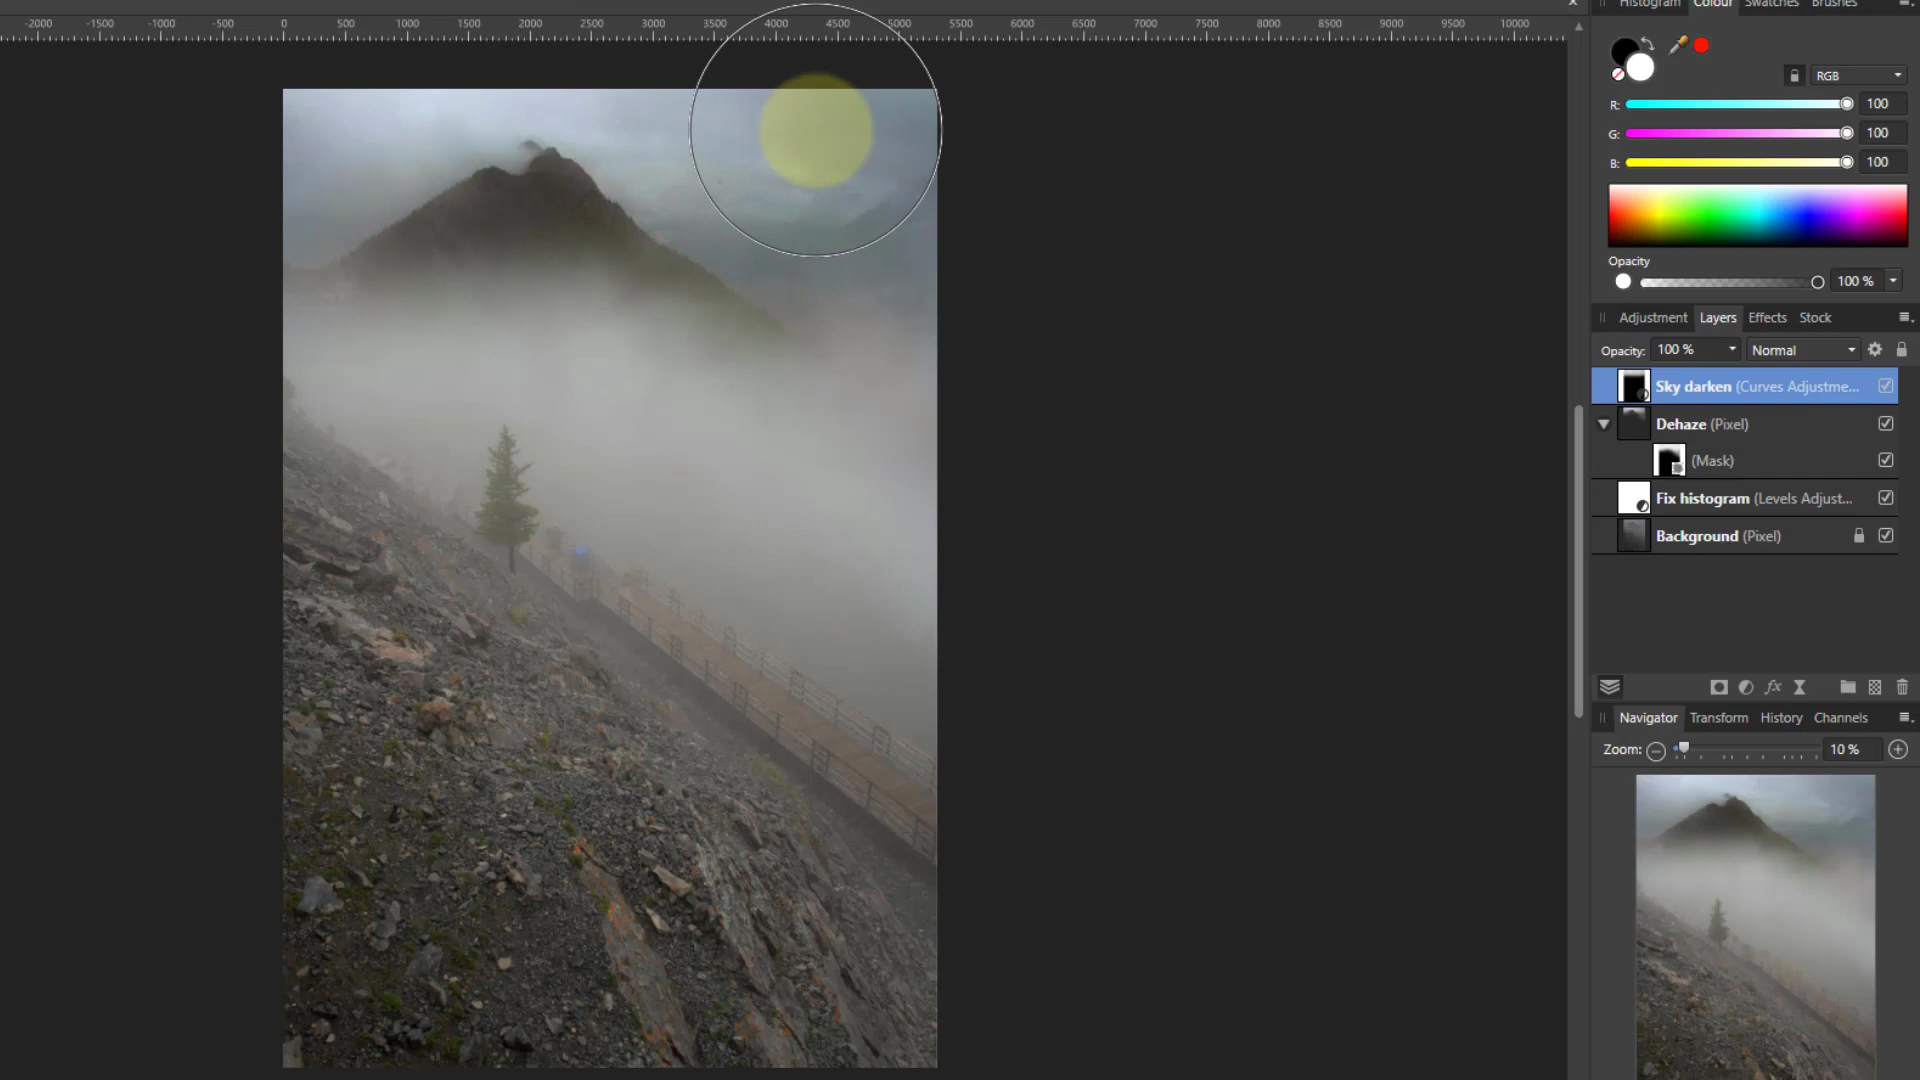 Histogram Colour Swatches Brushes
-2000 -1500 -1000 -500 0 500 1000 1500 2000 2500 3000 3500 4000 4500 5000 5500 6000 6500 7000 7500 8000 8500 9000 9500 10000
RGB
R: 100
G: 100
B: 100
Opacity
100 %
Adjustment Layers Effects Stock
Opacity: 100 % Normal
Sky darken (Curves Adjustme...
Dehaze (Pixel)
(Mask)
Fix histogram (Levels Adjust...
Background (Pixel)
fx
Navigator Transform History Channels
Zoom: 10 %